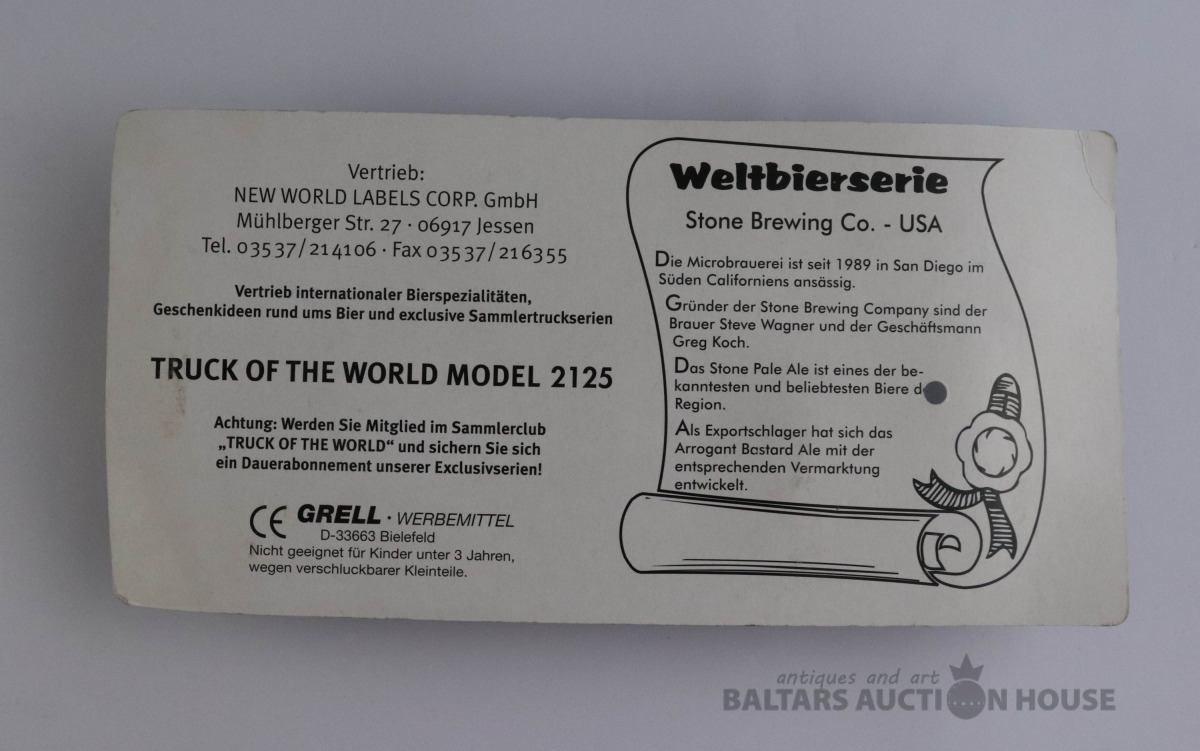 Vertrieb:
NEW WORLD LABELS CORP. GmbH
Mühlberger Str. 27 · 06917 Jessen
Tel. 03537/214106 · Fax 03537/216355
Vertrieb internationaler Bierspezialitäten,
Geschenkideen rund ums Bier und exclusive Sammlertruckserien
TRUCK OF THE WORLD MODEL 2125
Achtung: Werden Sie Mitglied im Sammlerclub
„TRUCK OF THE WORLD“ und sichern Sie sich
ein Dauerabonnement unserer Exclusivserien!
CE GRELL · WERBEMITTEL
D-33663 Bielefeld
Nicht geeignet für Kinder unter 3 Jahren,
wegen verschluckbarer Kleinteile.
Weltbierserie
Stone Brewing Co. - USA
Die Microbrauerei ist seit 1989 in San Diego im
Süden Californiens ansässig.
Gründer der Stone Brewing Company sind der
Brauer Steve Wagner und der Geschäftsmann
Greg Koch.
Das Stone Pale Ale ist eines der be-
kanntesten und beliebtesten Biere
Region.
Als Exportschlager hat sich das
Arrogant Bastard Ale mit der
entsprechenden Vermarktung
entwickelt.
antiques and art
BALTARS AUCTION HOUSE